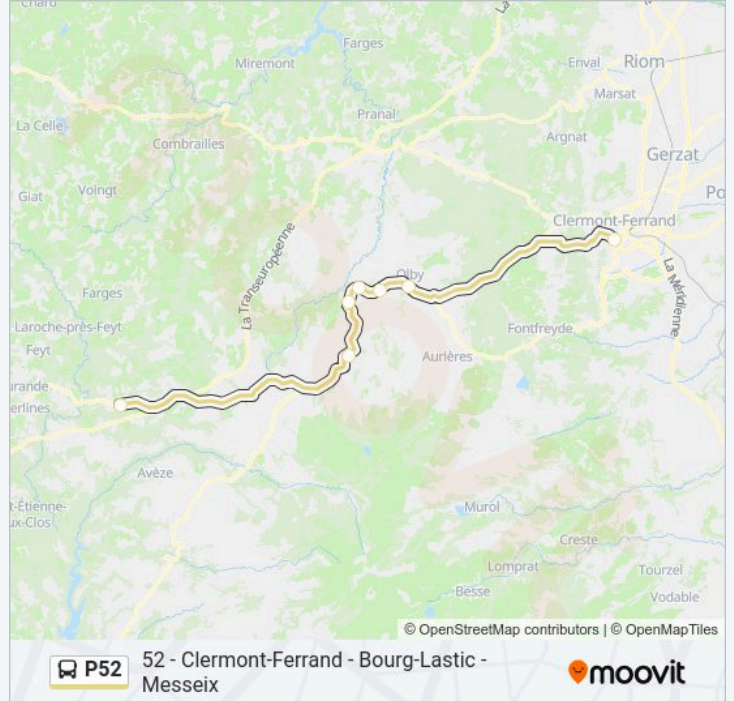 Chard
La
Farges
Miremont
Enval
Riom
Marsat
La Celle
Pranal
Combrailles
Argnat
Gerzat
Voingt
Giat
Clermont-Ferrand
La Transeuropéenne
Olby
La Méridienne
Farges
Laroche-près-Feyt
Fontfreyde
Feyt
Aurières
urande
erlines
Avèze
t-Étienne-
ux-Clos
Murol
Creste
Lomprat
Tourzel
Besse
Vodable
© OpenStreetMap contributors | © OpenMapTiles
P52
52 - Clermont-Ferrand - Bourg-Lastic -
Messeix
moovit